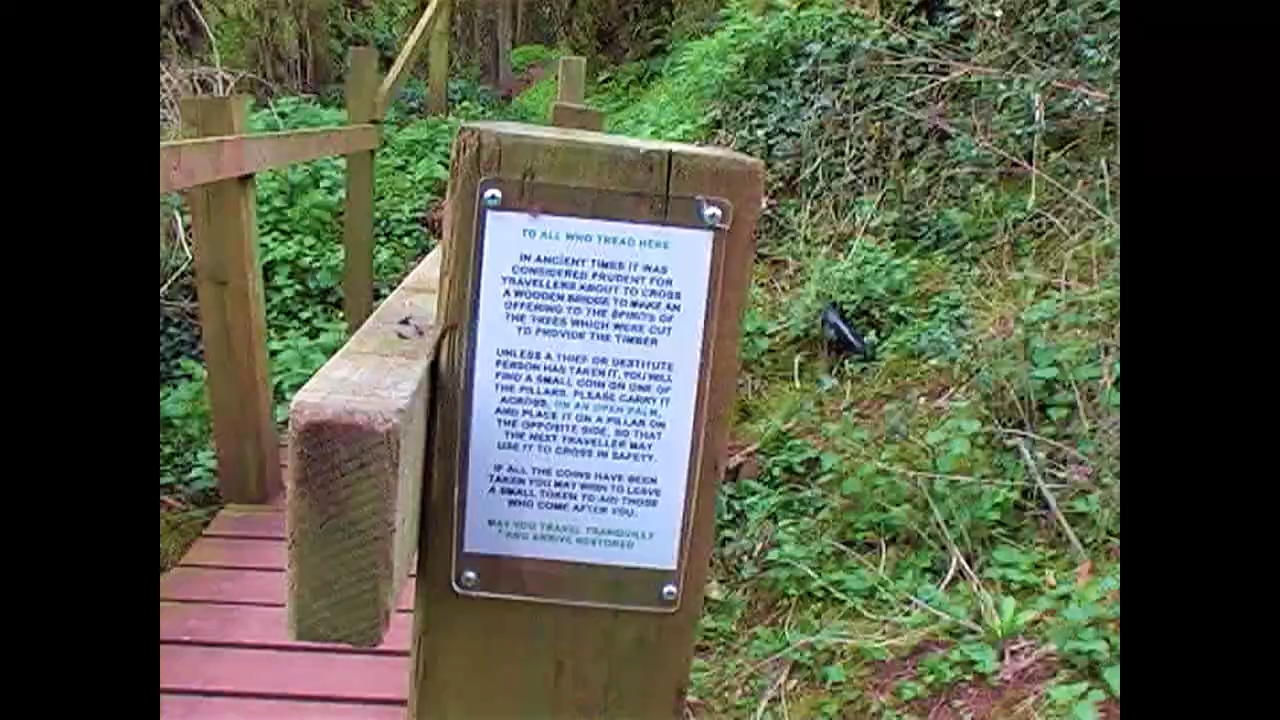 TO ALL WHO TREAD HERE
IN ANCIENT TIMES IT WAS
CONSIDERED PRUDENT FOR
TRAVELLERS ABOUT TO CROSS
A WOODEN BRIDGE TO MAKE AN
OFFERING TO THE SPIRITS OF
THE TREES WHICH WERE CUT
TO PROVIDE THE TIMBER
UNLESS A THIEF OR DESTITUTE
PERSON HAS TAKEN IT, YOU WILL
FIND A SMALL COIN ON ONE OF
THE PILLARS. PLEASE CARRY IT
ACROSS, ON AN OPEN PALM,
AND PLACE IT ON A PILLAR ON
THE OPPOSITE SIDE, SO THAT
THE NEXT TRAVELLER MAY
USE IT TO CROSS IN SAFETY.
IF ALL THE COINS HAVE BEEN
TAKEN YOU MAY WISH TO LEAVE
A SMALL TOKEN TO AID THOSE
WHO COME AFTER YOU.
MAY YOU TRAVEL TRANQUILLY
AND ARRIVE RESTORED